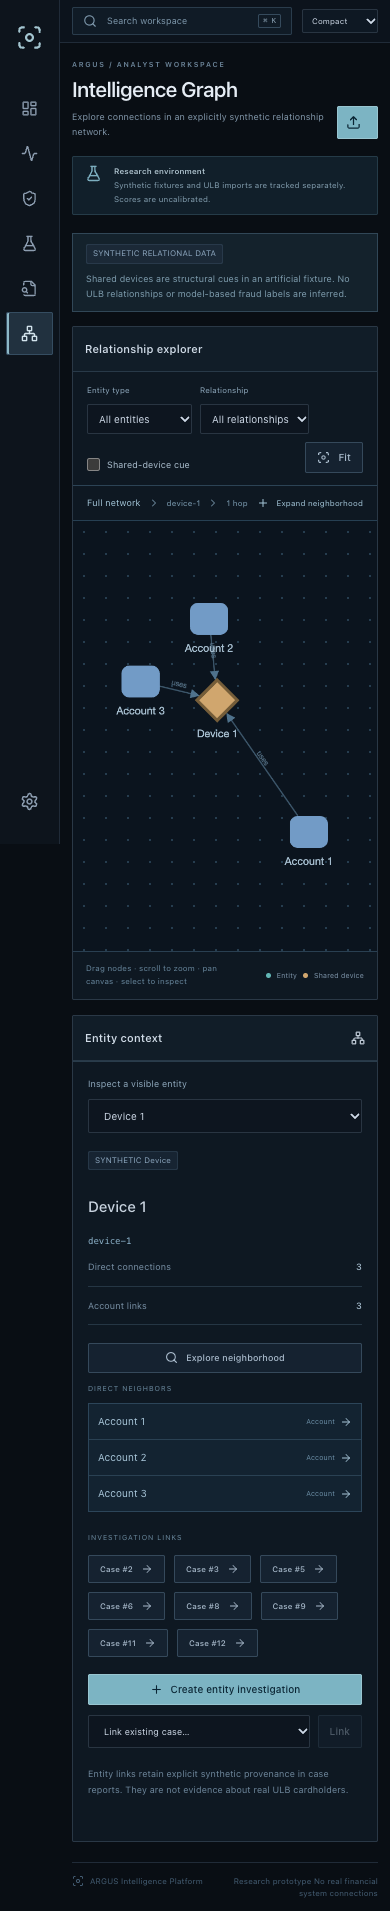 Search workspace
⌘ K
Compact
ARGUS / ANALYST WORKSPACE
Intelligence Graph
Explore connections in an explicitly synthetic relationship
network.
Research environment
Synthetic fixtures and ULB imports are tracked separately.
Scores are uncalibrated.
SYNTHETIC RELATIONAL DATA
Shared devices are structural cues in an artificial fixture. No
ULB relationships or model-based fraud labels are inferred.
Relationship explorer
Entity type
Relationship
All entities
All relationships
Shared-device cue
Fit
Full network
device-1
1 hop
Expand neighborhood
Account 2
uses
Account 3
Device 1
uses
Account 1
Drag nodes · scroll to zoom · pan
canvas · select to inspect
Entity
Shared device
Entity context
Inspect a visible entity
Device 1
SYNTHETIC Device
Device 1
device-1
Direct connections
3
Account links
3
Explore neighborhood
DIRECT NEIGHBORS
Account 1
Account
Account 2
Account
Account 3
Account
INVESTIGATION LINKS
Case #2
Case #3
Case #5
Case #6
Case #8
Case #9
Case #11
Case #12
Create entity investigation
Link existing case...
Link
Entity links retain explicit synthetic provenance in case
reports. They are not evidence about real ULB cardholders.
ARGUS Intelligence Platform
Research prototype No real financial
system connections